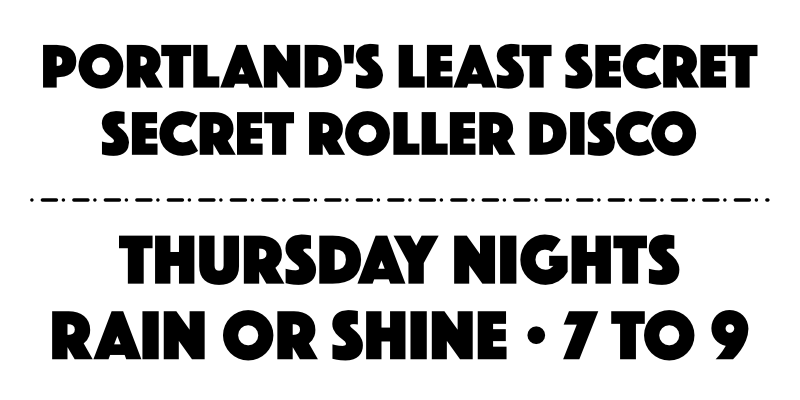 PORTLAND'S LEAST SECRET
SECRET ROLLER DISCO
THURSDAY NIGHTS
RAIN OR SHINE • 7 TO 9